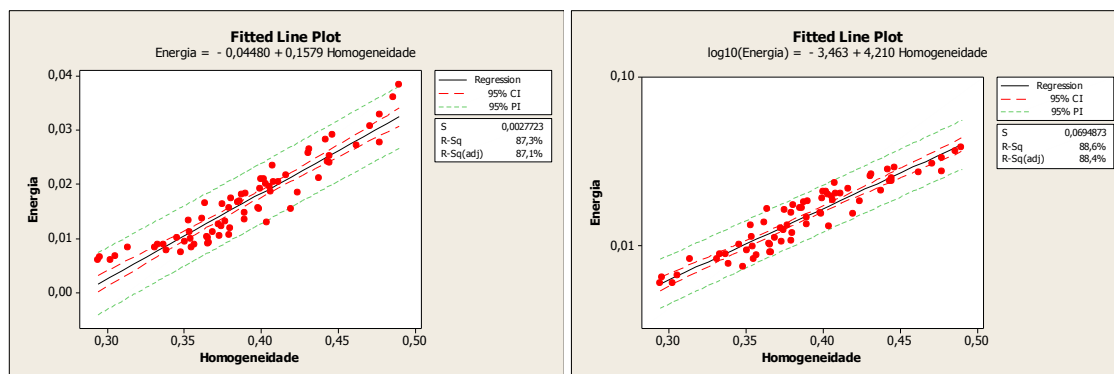 Fitted Line Plot
Energia = - 0,04480 + 0,1579 Homogeneidade
0,04
0,03
0,02
0,01
0,00
Energia
0,30 0,35 0,40 0,45 0,50
Homogeneidade
Regression
95% CI
95% PI
S 0,0027723
R-Sq 87,3%
R-Sq(adj) 87,1%
Fitted Line Plot
log10(Energia) = - 3,463 + 4,210 Homogeneidade
0,10
0,01
Energia
0,30 0,35 0,40 0,45 0,50
Homogeneidade
Regression
95% CI
95% PI
S 0,0694873
R-Sq 88,6%
R-Sq(adj) 88,4%